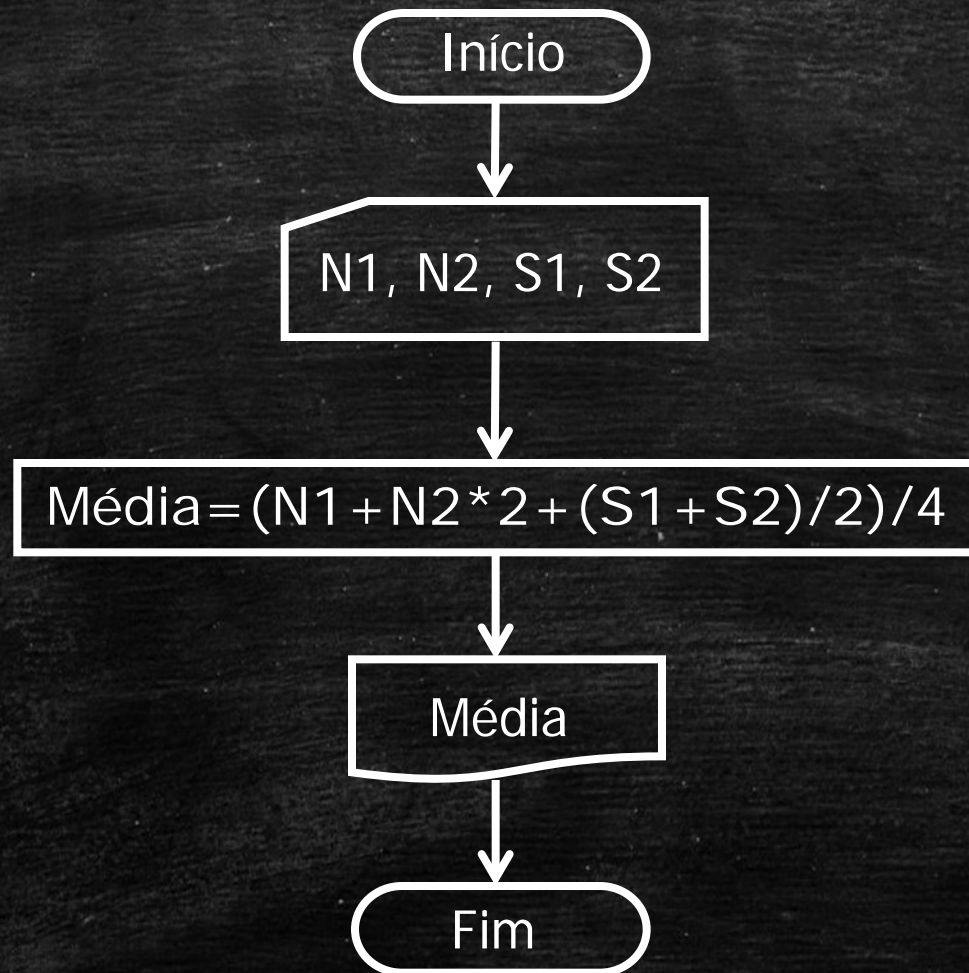 Início
N1, N2, S1, S2
Média=(N1+N2*2+(S1+S2)/2)/4
Média
Fim